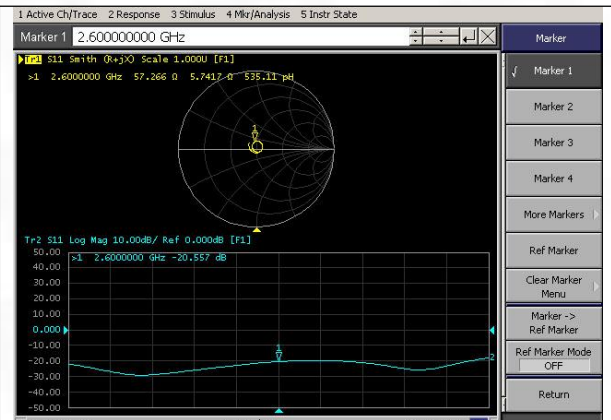 1 Active Ch/Trace 2 Response 3 Stimulus 4 Mkr/Analysis 5 Instr State
Marker 1 2.600000000 GHz
Tr1 S11 Smith (R+jX) Scale 1.000U [F1]
>1 2.6000000 GHz 57.266 Ω 5.7417 Ω 535.11 pH
1
Tr2 S11 Log Mag 10.00dB/ Ref 0.000dB [F1]
>1 2.6000000 GHz -20.557 dB
50.00
40.00
30.00
20.00
10.00
0.000
-10.00
-20.00
-30.00
-40.00
-50.00
1
2
Marker
√ Marker 1
Marker 2
Marker 3
Marker 4
More Markers
Ref Marker
Clear Marker
Menu
Marker ->
Ref Marker
Ref Marker Mode
OFF
Return